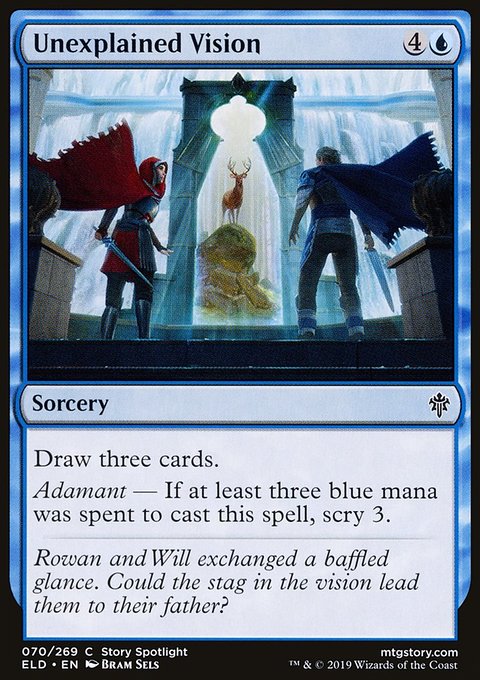 Unexplained Vision 4
Sorcery
Draw three cards.
Adamant — If at least three blue mana
was spent to cast this spell, scry 3.
Rowan and Will exchanged a baffled
glance. Could the stag in the vision lead
them to their father?
070/269 C Story Spotlight mtgstory.com
ELD • EN Bram Sels ™ & © 2019 Wizards of the Coast